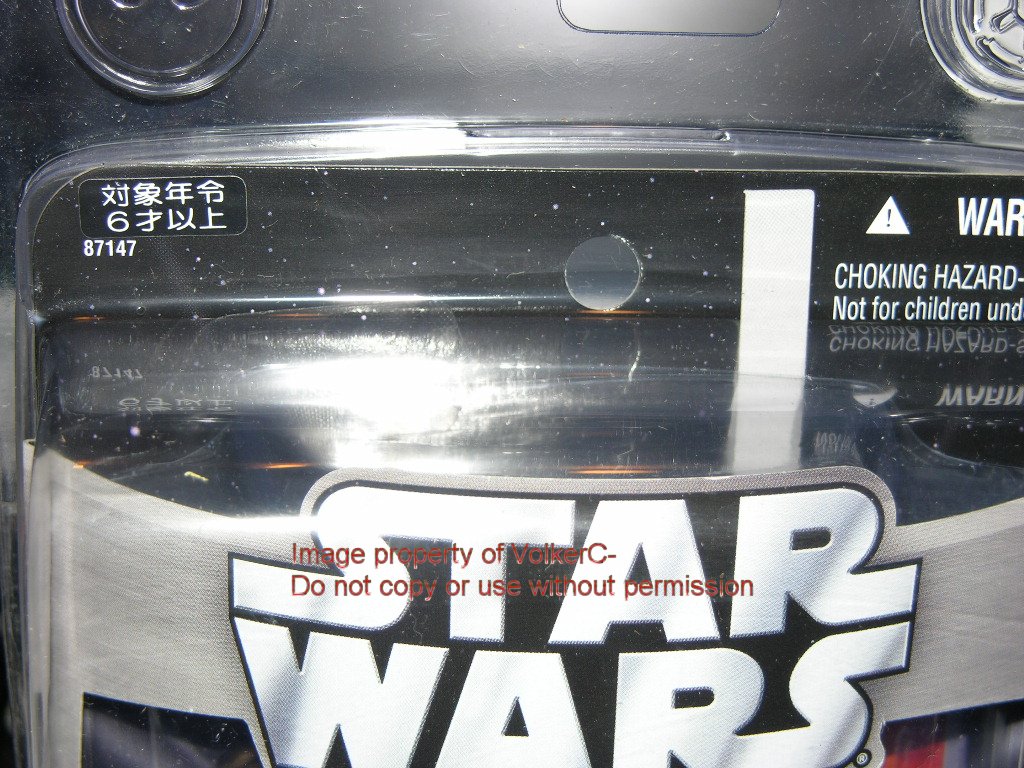 対象年令
6才以上
87147
WAR
CHOKING HAZARD-
Not for children und
STAR
WARS
®
Image property of VolkerC-
Do not copy or use without permission